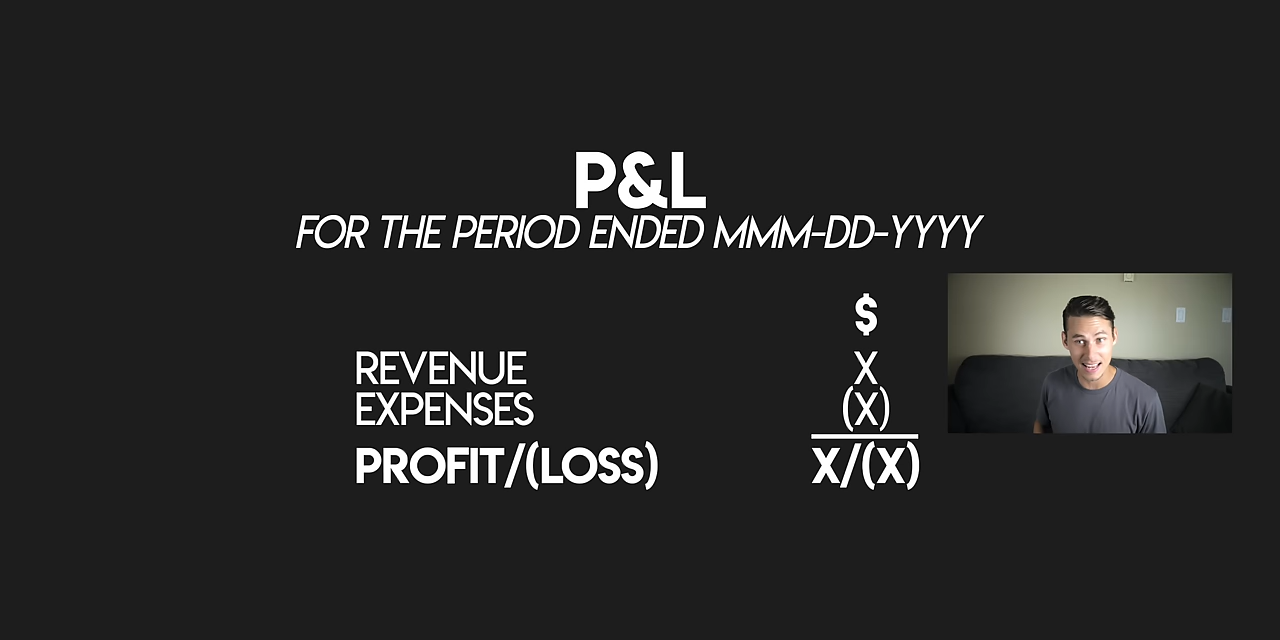 P&L
FOR THE PERIOD ENDED MMM-DD-YYYY
$
REVENUE X
EXPENSES (X)
PROFIT/(LOSS) X/(X)